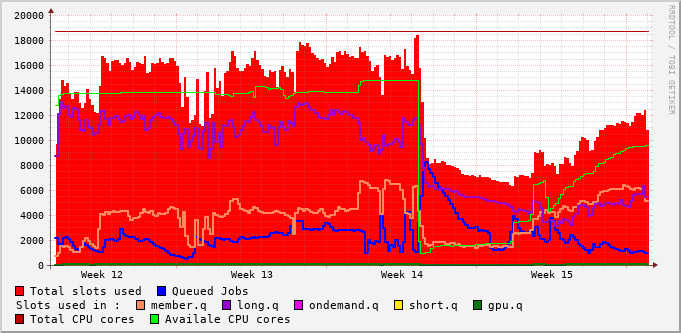 RRDTOOL / TOBI OETIKER
20000
18000
16000
14000
12000
10000
8000
6000
4000
2000
0
Week 12 Week 13 Week 14 Week 15
Total slots used Queued Jobs
Slots used in : member.q long.q ondemand.q short.q gpu.q
Total CPU cores Availale CPU cores